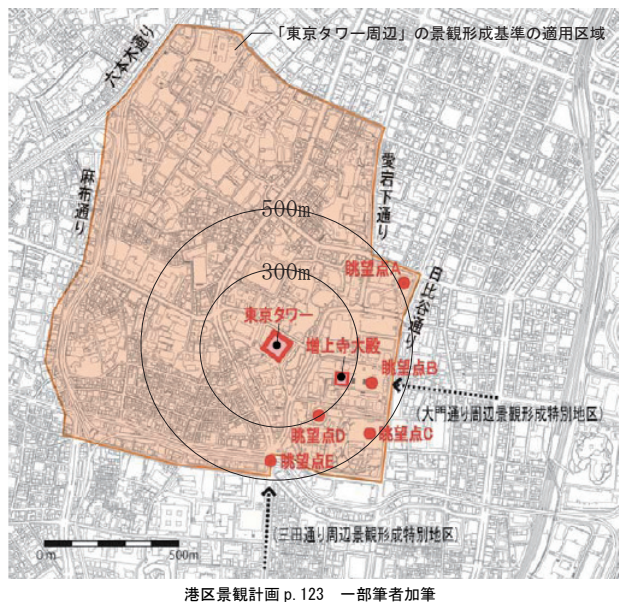 「東京タワー周辺」の景観形成基準の適用区域
六本木通り
麻布通り
愛宕下通り
500m
300m
眺望点A
日比谷通り
東京タワー
増上寺大殿
眺望点B
(大門通り周辺景観形成特別地区)
眺望点D
眺望点C
眺望点E
(三田通り周辺景観形成特別地区)
0m
500m
港区景観計画 p.123 一部筆者加筆